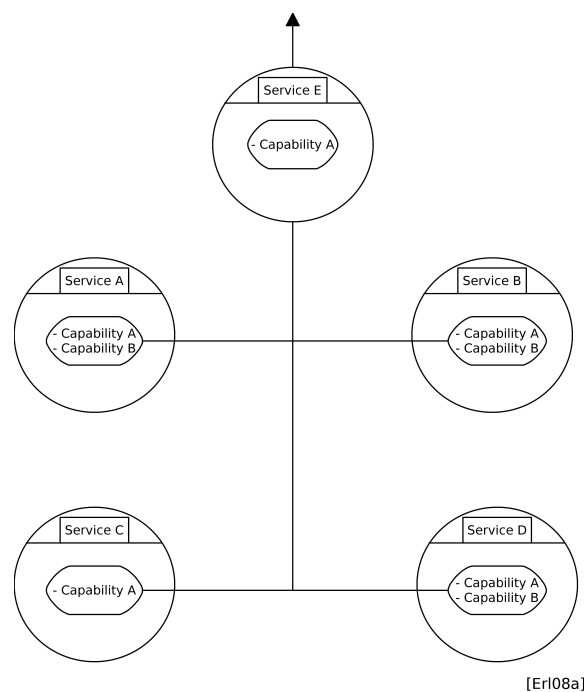 Service E
- Capability A
Service A
- Capability A
- Capability B
Service B
- Capability A
- Capability B
Service C
- Capability A
Service D
- Capability A
- Capability B
[Erl08a]